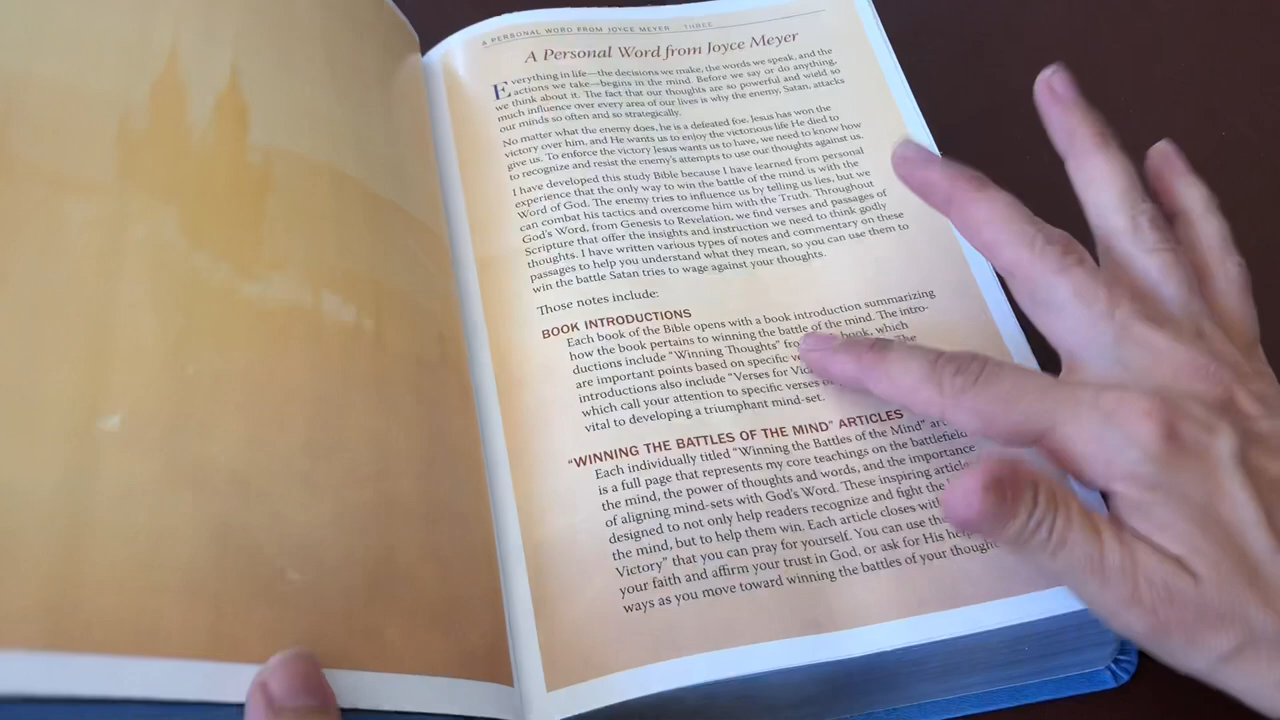 A PERSONAL WORD FROM JOYCE MEYER THREE
A Personal Word from Joyce Meyer
Everything in life—the decisions we make, the words we speak, and the
actions we take—begins in the mind. Before we say or do anything,
we think about it. The fact that our thoughts are so powerful and wield so
much influence over every area of our lives is why the enemy, Satan, attacks
our minds so often and so strategically.
No matter what the enemy does, he is a defeated foe. Jesus has won the
victory over him, and He wants us to enjoy the victorious life He died to
give us. To enforce the victory Jesus wants us to have, we need to know how
to recognize and resist the enemy's attempts to use our thoughts against us.
I have developed this study Bible because I have learned from personal
experience that the only way to win the battle of the mind is with the
Word of God. The enemy tries to influence us by telling us lies, but we
can combat his tactics and overcome him with the Truth. Throughout
God's Word, from Genesis to Revelation, we find verses and passages of
Scripture that offer the insights and instruction we need to think godly
thoughts. I have written various types of notes and commentary on these
passages to help you understand what they mean, so you can use them to
win the battle Satan tries to wage against your thoughts.
Those notes include:
BOOK INTRODUCTIONS
Each book of the Bible opens with a book introduction summarizing
how the book pertains to winning the battle of the mind. The intro-
ductions include "Winning Thoughts" book, which
are important points based on specific The
introductions also include "Verses for
which call your attention to specific verses
vital to developing a triumphant mind-set.
"WINNING THE BATTLES OF THE MIND" ARTICLES
Each individually titled "Winning the Battles of the Mind"
is a full page that represents my core teachings on the battlefield
the mind, the power of thoughts and words, and the importance
of aligning mind-sets with God's Word. These inspiring
designed to not only help readers recognize and fight the
the mind, but to help them win. Each article closes
Victory" that you can pray for yourself. You can use
your faith and affirm your trust in God, or ask for His
ways as you move toward winning the battles of your